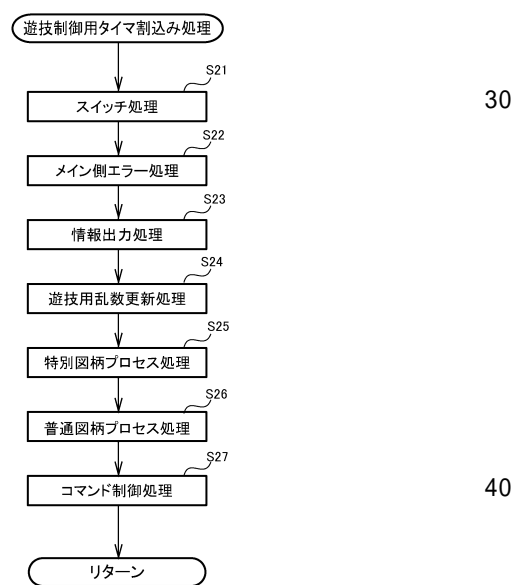 遊技制御用タイマ割込み処理
S21
スイッチ処理
30
S22
メイン側エラー処理
S23
情報出力処理
S24
遊技用乱数更新処理
S25
特別図柄プロセス処理
S26
普通図柄プロセス処理
S27
コマンド制御処理
40
リターン